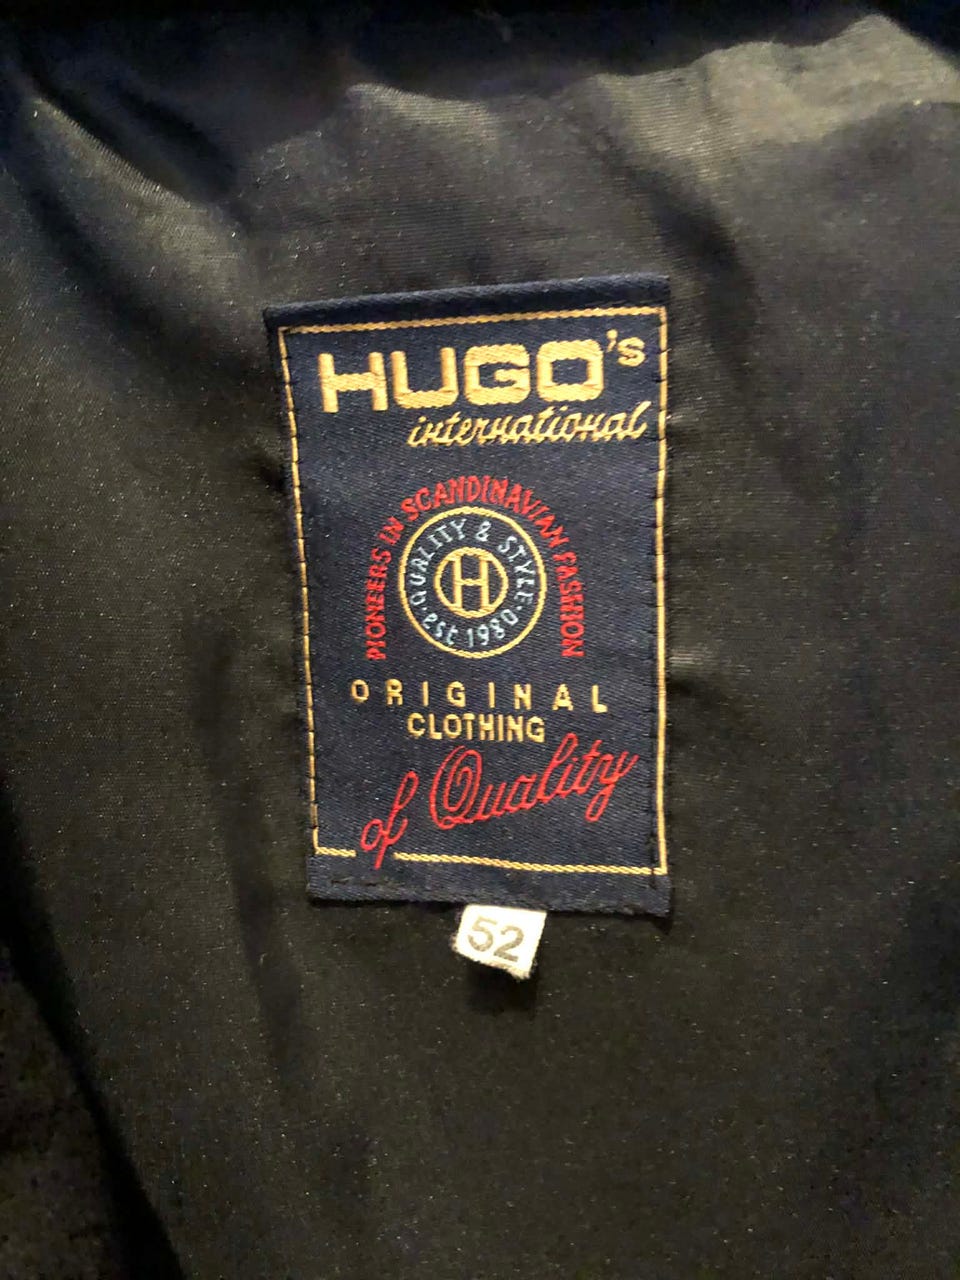 HUGO's
international
PIONEERS IN SCANDINAVIAN FASHION
QUALITY & STYLE
est 1980
H
ORIGINAL
CLOTHING
of Quality
52